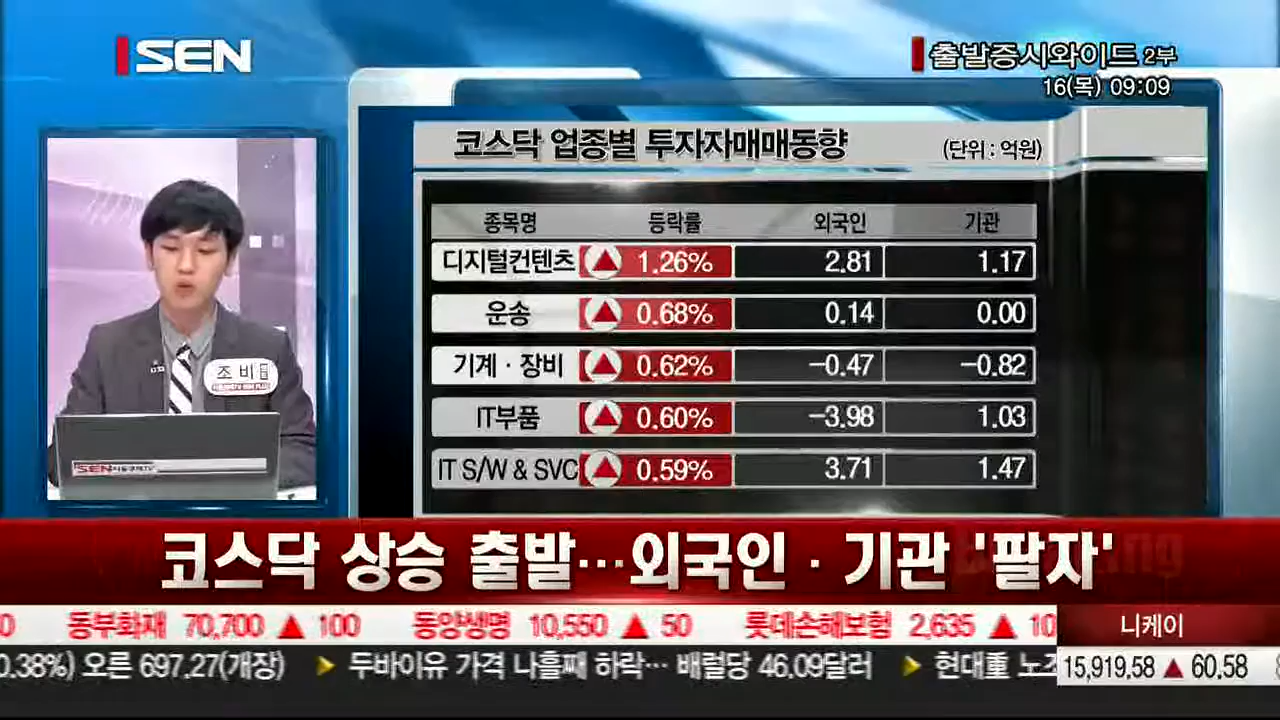 SEN
출발증시와이드 2부
16(목) 09:09
코스닥 업종별 투자자매매동향
(단위 : 억원)
종목명 등락률 외국인 기관
디지털컨텐츠 ▲ 1.26% 2.81 1.17
운송 ▲ 0.68% 0.14 0.00
기계 · 장비 ▲ 0.62% -0.47 -0.82
IT부품 ▲ 0.60% -3.98 1.03
IT S/W & SVC ▲ 0.59% 3.71 1.47
조 비
SEN
코스닥 상승 출발…외국인 · 기관 '팔자'
0 동부화재 70,700 ▲ 100 동양생명 10,550 ▲ 50 롯데손해보험 2,635 ▲ 10
니케이
0.38%) 오른 697.27(개장) ▶ 두바이유 가격 나흘째 하락… 배럴당 46.09달러 ▶ 현대重 노조
15,919.58 ▲ 60.58